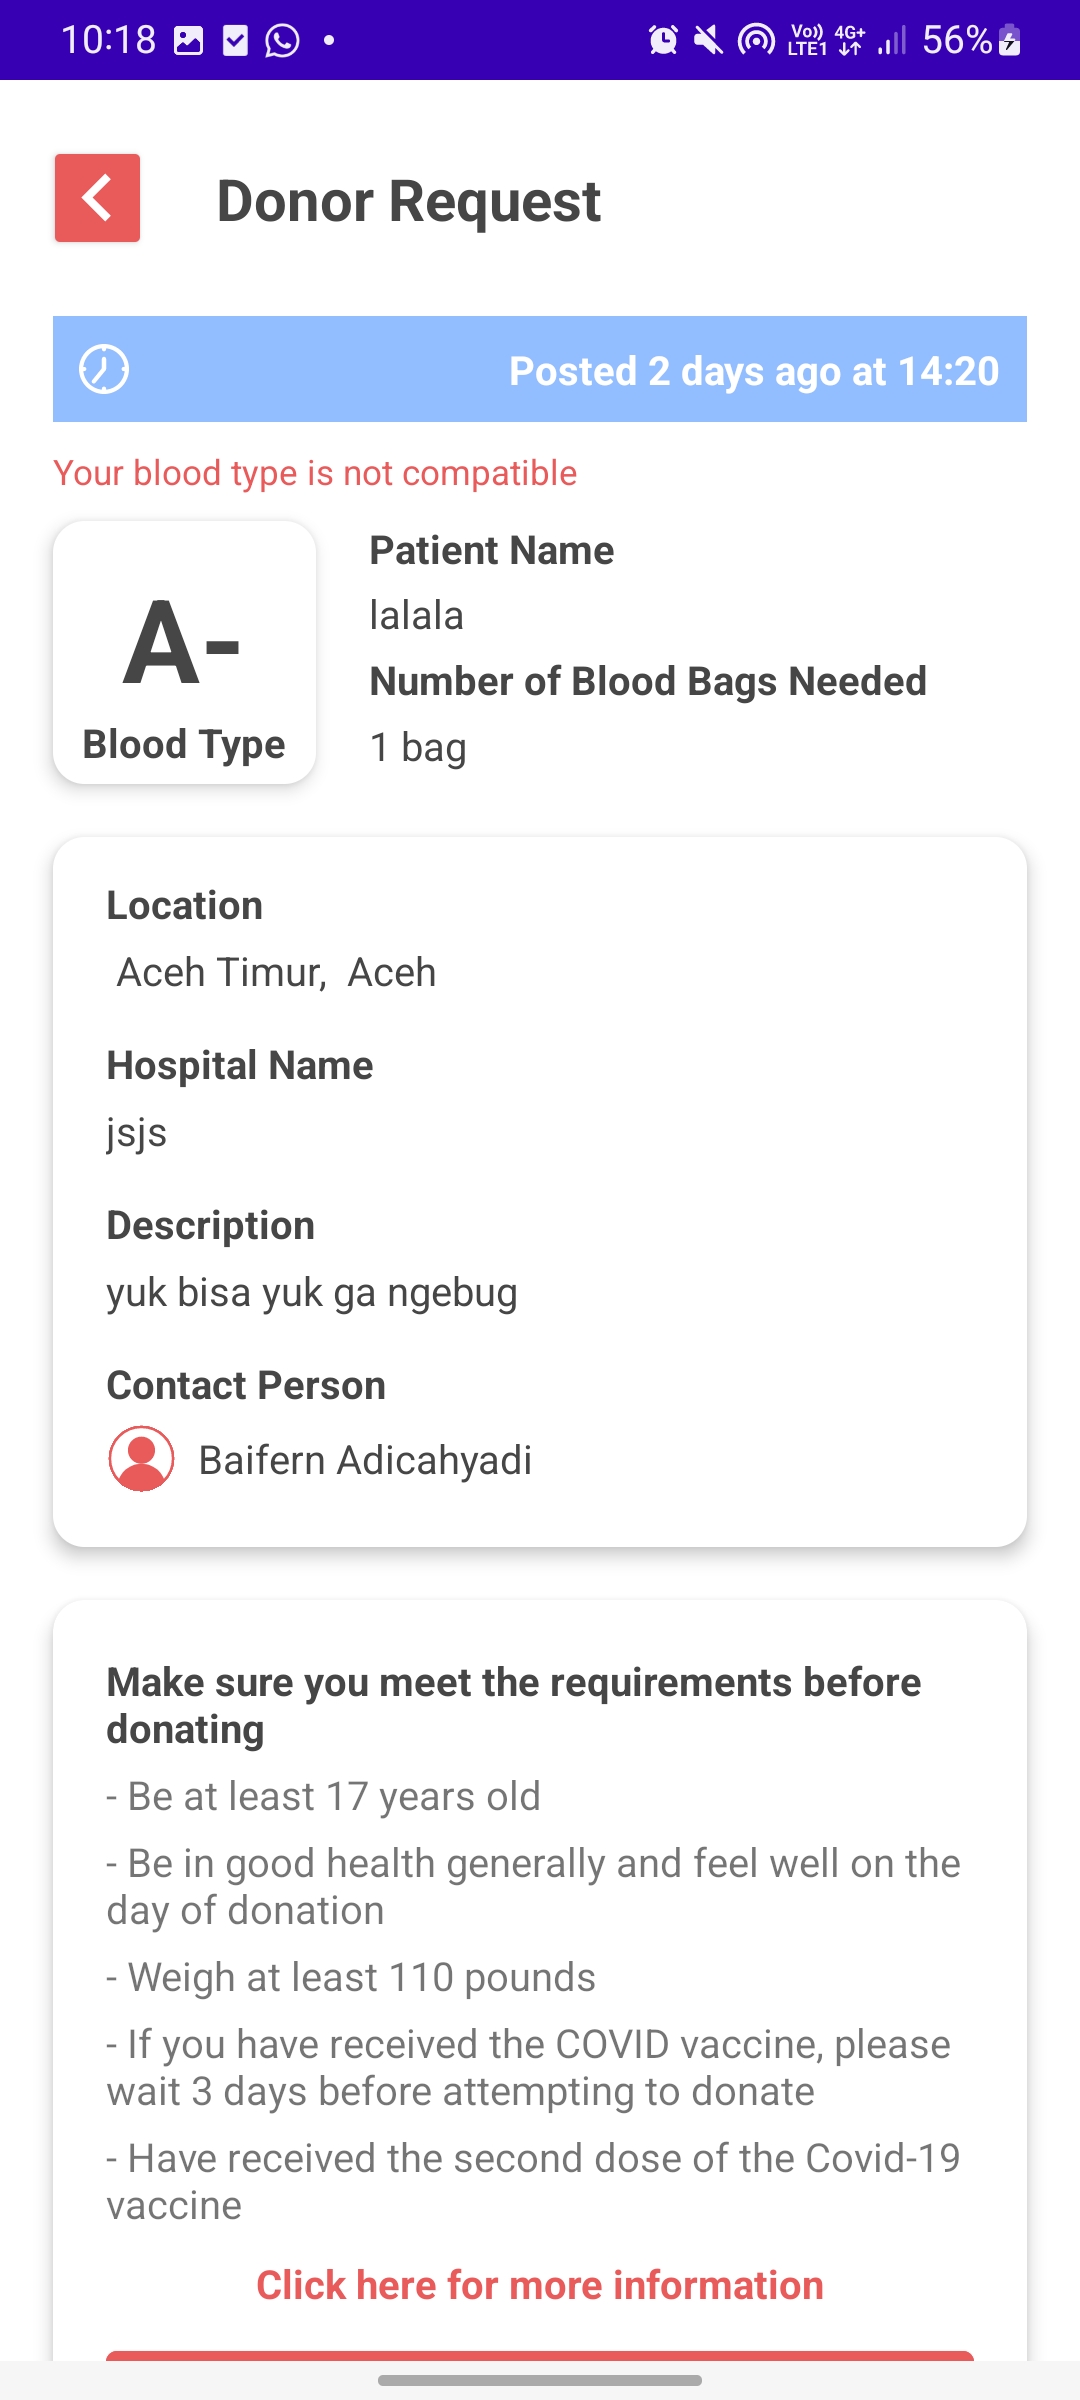 10:18
Vo))
LTE1
4G+
56%
Donor Request
Posted 2 days ago at 14:20
Your blood type is not compatible
A-
Blood Type
Patient Name
lalala
Number of Blood Bags Needed
1 bag
Location
Aceh Timur,  Aceh
Hospital Name
jsjs
Description
yuk bisa yuk ga ngebug
Contact Person
Baifern Adicahyadi
Make sure you meet the requirements before
donating
- Be at least 17 years old
- Be in good health generally and feel well on the
day of donation
- Weigh at least 110 pounds
- If you have received the COVID vaccine, please
wait 3 days before attempting to donate
- Have received the second dose of the Covid-19
vaccine
Click here for more information